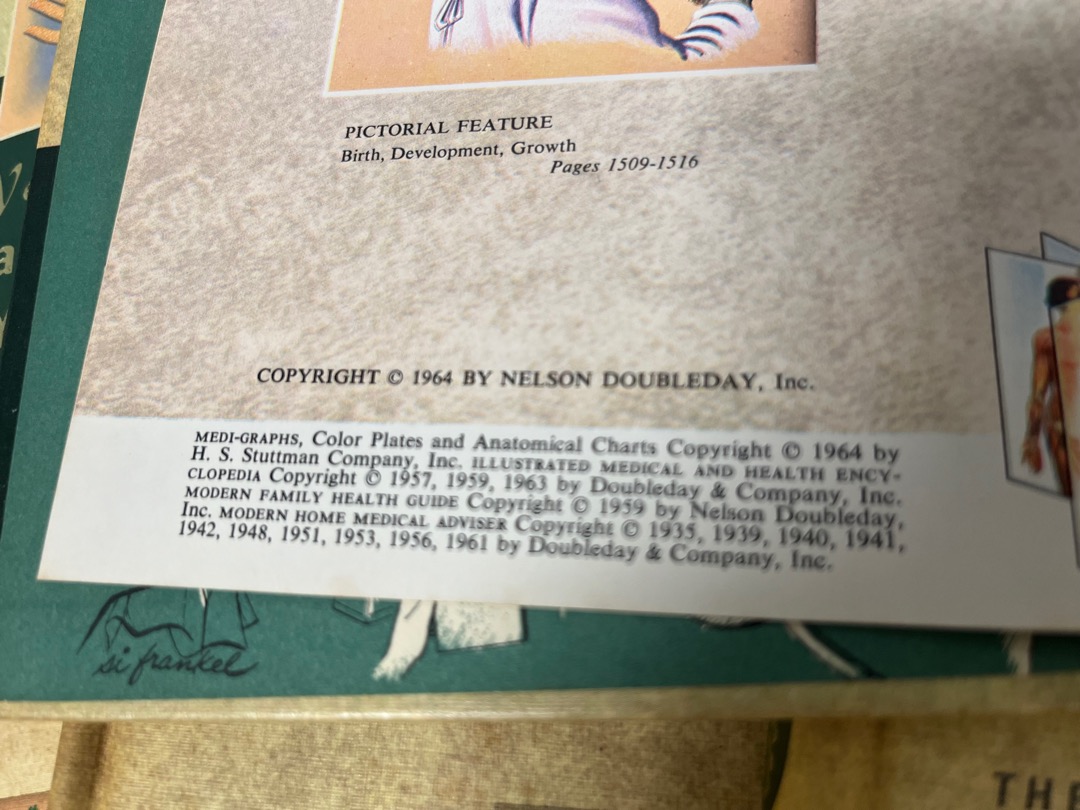 PICTORIAL FEATURE
Birth, Development, Growth
Pages 1509-1516
COPYRIGHT © 1964 BY NELSON DOUBLEDAY, Inc.
MEDI-GRAPHS, Color Plates and Anatomical Charts Copyright © 1964 by
H. S. Stuttman Company, Inc. ILLUSTRATED MEDICAL AND HEALTH ENCY-
CLOPEDIA Copyright © 1957, 1959, 1963 by Doubleday & Company, Inc.
MODERN FAMILY HEALTH GUIDE Copyright © 1959 by Nelson Doubleday,
Inc. MODERN HOME MEDICAL ADVISER Copyright © 1935, 1939, 1940, 1941,
1942, 1948, 1951, 1953, 1956, 1961 by Doubleday & Company, Inc.
si frankel